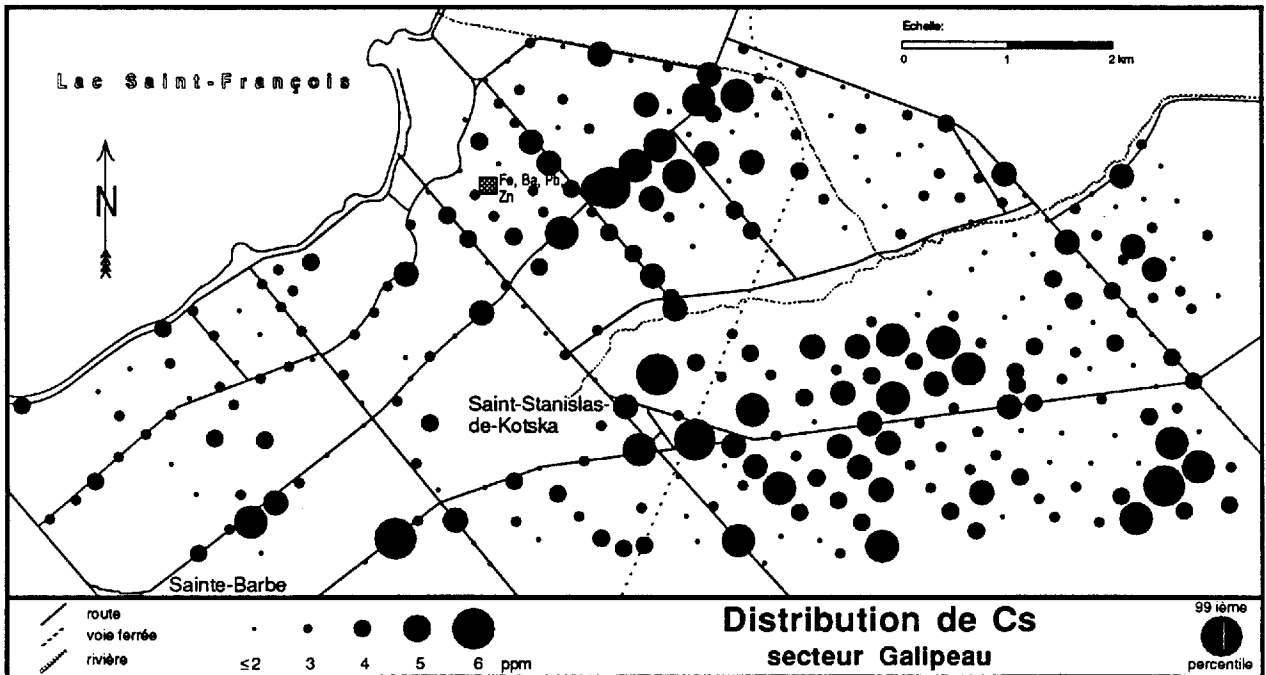 Echelle:
0 1 2 km
Lac Saint-François
N
Fe, Ba, Pb,
Zn
Saint-Stanislas-
de-Kotska
Sainte-Barbe
route
voie ferrée
rivière
≤2 3 4 5 6 ppm
Distribution de Cs
secteur Galipeau
99 ième
percentile